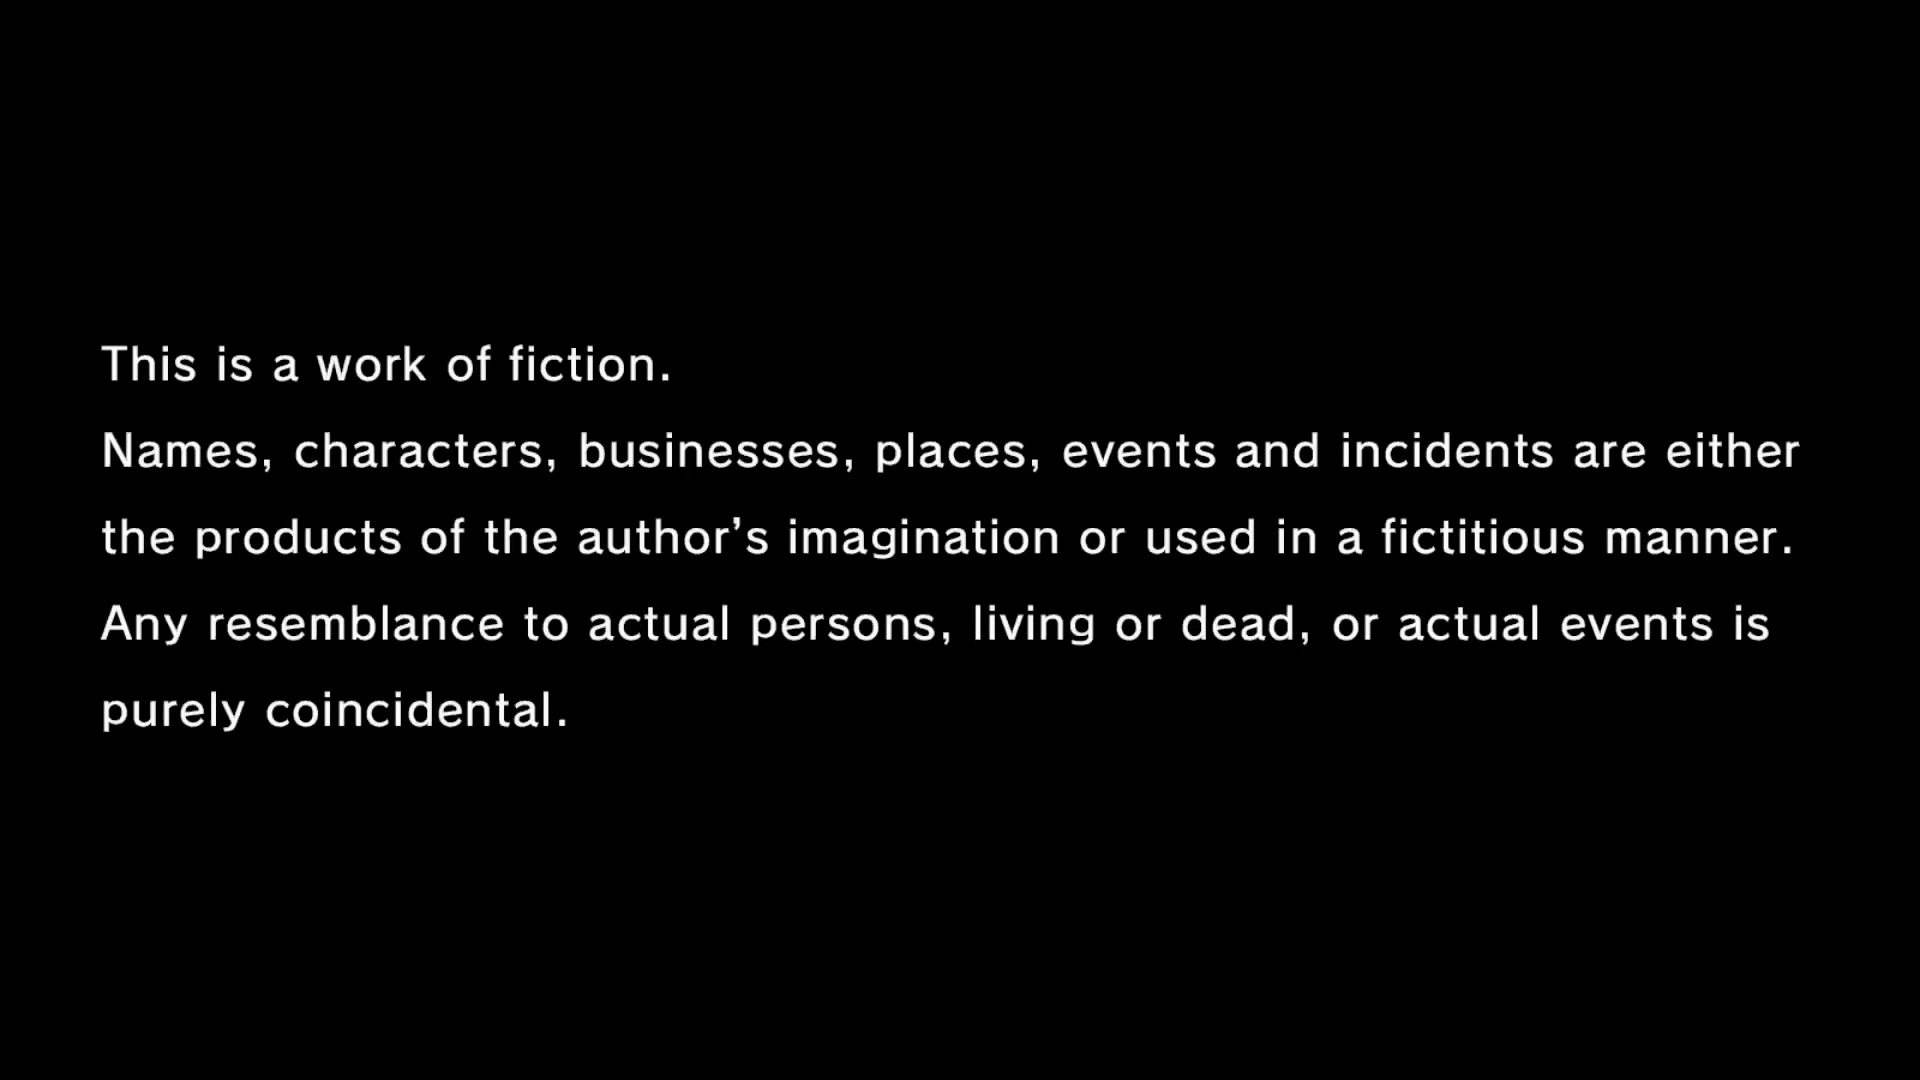 This is a work of fiction.
Names, characters, businesses, places, events and incidents are either
the products of the author’s imagination or used in a fictitious manner.
Any resemblance to actual persons, living or dead, or actual events is
purely coincidental.